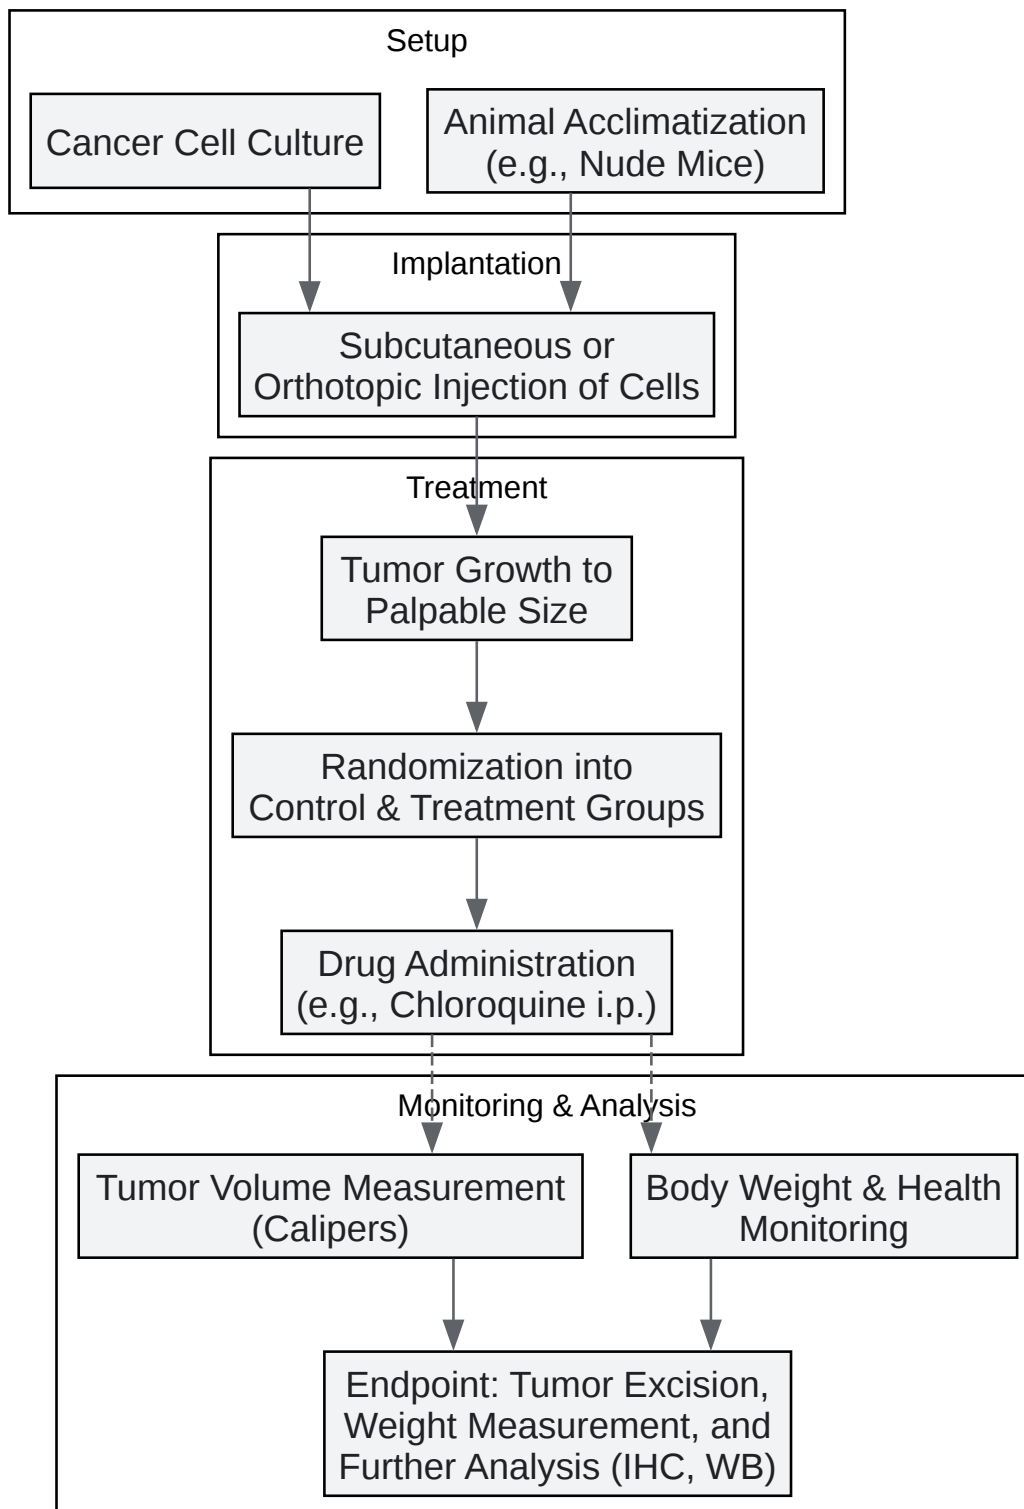 Setup
Cancer Cell Culture
Animal Acclimatization
(e.g., Nude Mice)
Implantation
Subcutaneous or
Orthotopic Injection of Cells
Treatment
Tumor Growth to
Palpable Size
Randomization into
Control & Treatment Groups
Drug Administration
(e.g., Chloroquine i.p.)
Monitoring & Analysis
Tumor Volume Measurement
(Calipers)
Body Weight & Health
Monitoring
Endpoint: Tumor Excision,
Weight Measurement, and
Further Analysis (IHC, WB)